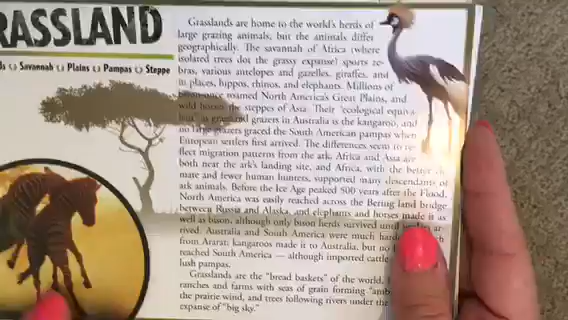 RASSLAND
ds Savannah Plains Pampas Steppe
Grasslands are home to the world's herds of
large grazing animals, but the animals differ
geographically. The savannah of Africa (where
isolated trees dot the grassy expanse) sports ze-
bras, various antelopes and gazelles, giraffes, and
in places, hippos, rhinos, and elephants. Millions of
bison once roamed North America's Great Plains, and
wild horses the steppes of Asia. Their "ecological equiva-
lent" as grassland grazers in Australia is the kangaroo, and
no large grazers graced the South American pampas when
European settlers first arrived. The differences seem to re-
flect migration patterns from the ark. Africa and Asia are
both near the ark's landing site, and Africa, with the better cli-
mate and fewer human hunters, supported many descendants of
ark animals. Before the Ice Age peaked 500 years after the Flood,
North America was easily reached across the Bering land bridge
between Russia and Alaska, and elephants and horses made it as
well as bison, although only bison herds survived until settlers ar-
rived. Australia and South America were much hard
from Ararat; kangaroos made it to Australia, but no
reached South America — although imported cattle
lush pampas.
Grasslands are the "bread baskets" of the world,
ranches and farms with seas of grain forming "amb
the prairie wind, and trees following rivers under the
expanse of "big sky."